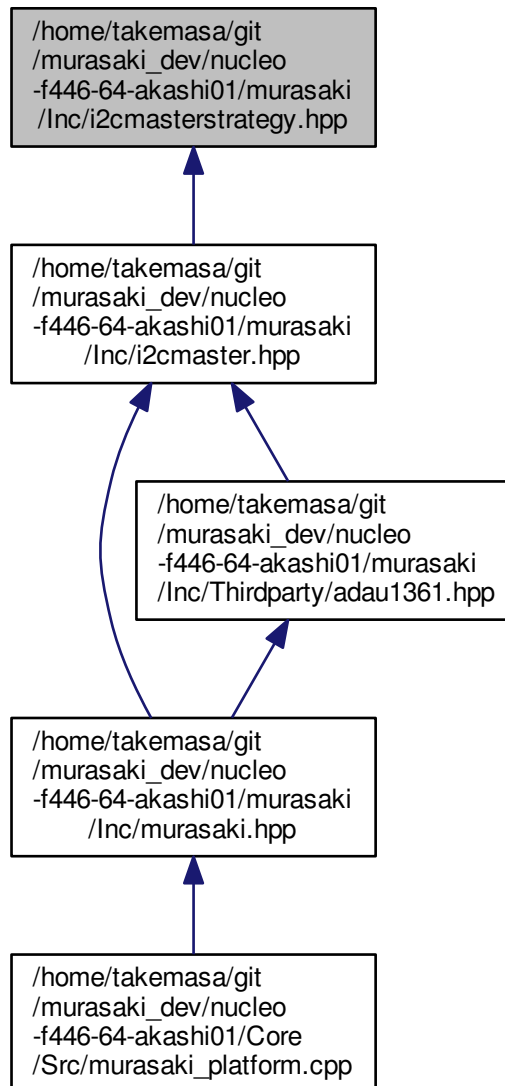 /home/takemasa/git
/murasaki_dev/nucleo
-f446-64-akashi01/murasaki
/Inc/i2cmasterstrategy.hpp
/home/takemasa/git
/murasaki_dev/nucleo
-f446-64-akashi01/murasaki
/Inc/i2cmaster.hpp
/home/takemasa/git
/murasaki_dev/nucleo
-f446-64-akashi01/murasaki
/Inc/Thirdparty/adau1361.hpp
/home/takemasa/git
/murasaki_dev/nucleo
-f446-64-akashi01/murasaki
/Inc/murasaki.hpp
/home/takemasa/git
/murasaki_dev/nucleo
-f446-64-akashi01/Core
/Src/murasaki_platform.cpp